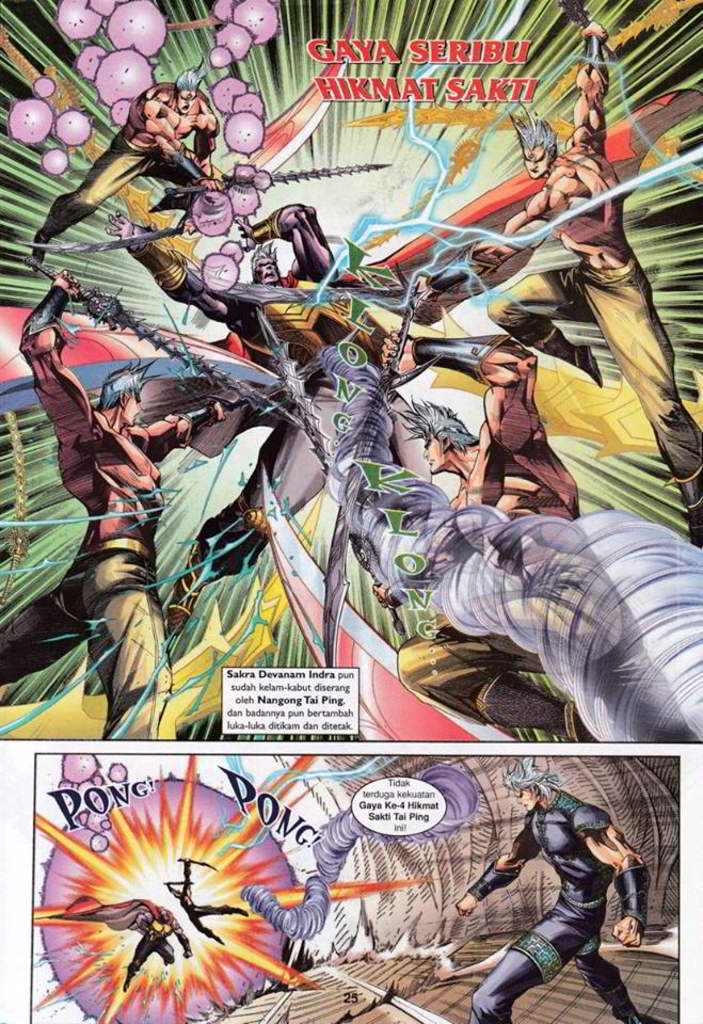 GAYA SERIBU
HIKMAT SAKTI
KLONG
KLONG...
Sakra Devanam Indra pun
sudah kelam-kabut diserang
oleh Nangong Tai Ping,
dan badannya pun bertambah
luka-luka ditikam dan ditetak.
PONG!
PONG!
Tidak
terduga kekuatan
Gaya Ke-4 Hikmat
Sakti Tai Ping
ini!
25